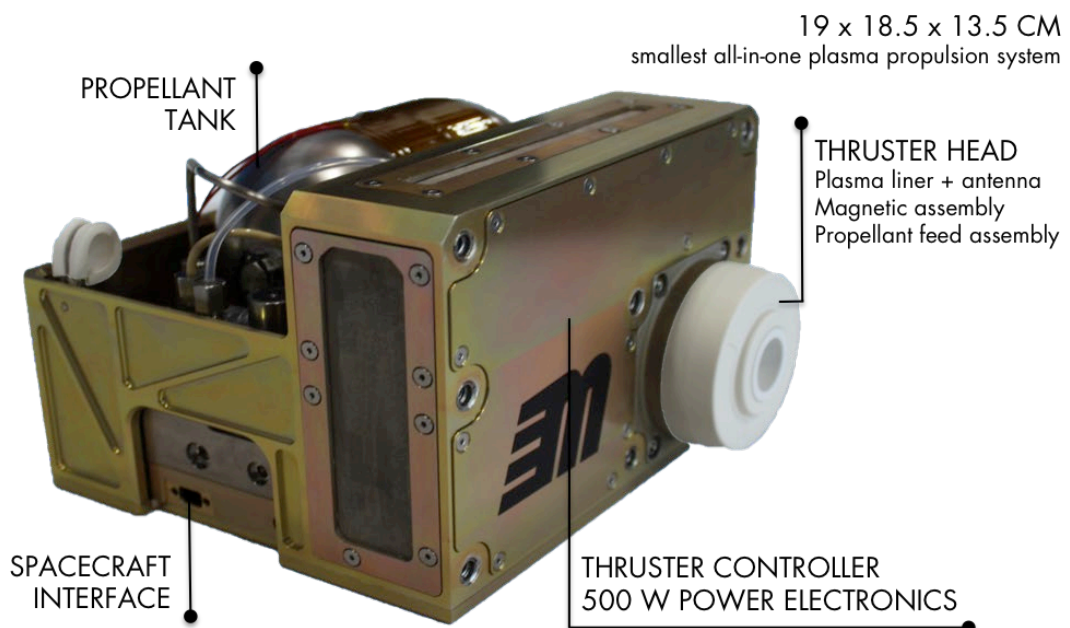 19 x 18.5 x 13.5 CM
smallest all-in-one plasma propulsion system
PROPELLANT
TANK
THRUSTER HEAD
Plasma liner + antenna
Magnetic assembly
Propellant feed assembly
SPACECRAFT
INTERFACE
THRUSTER CONTROLLER
500 W POWER ELECTRONICS